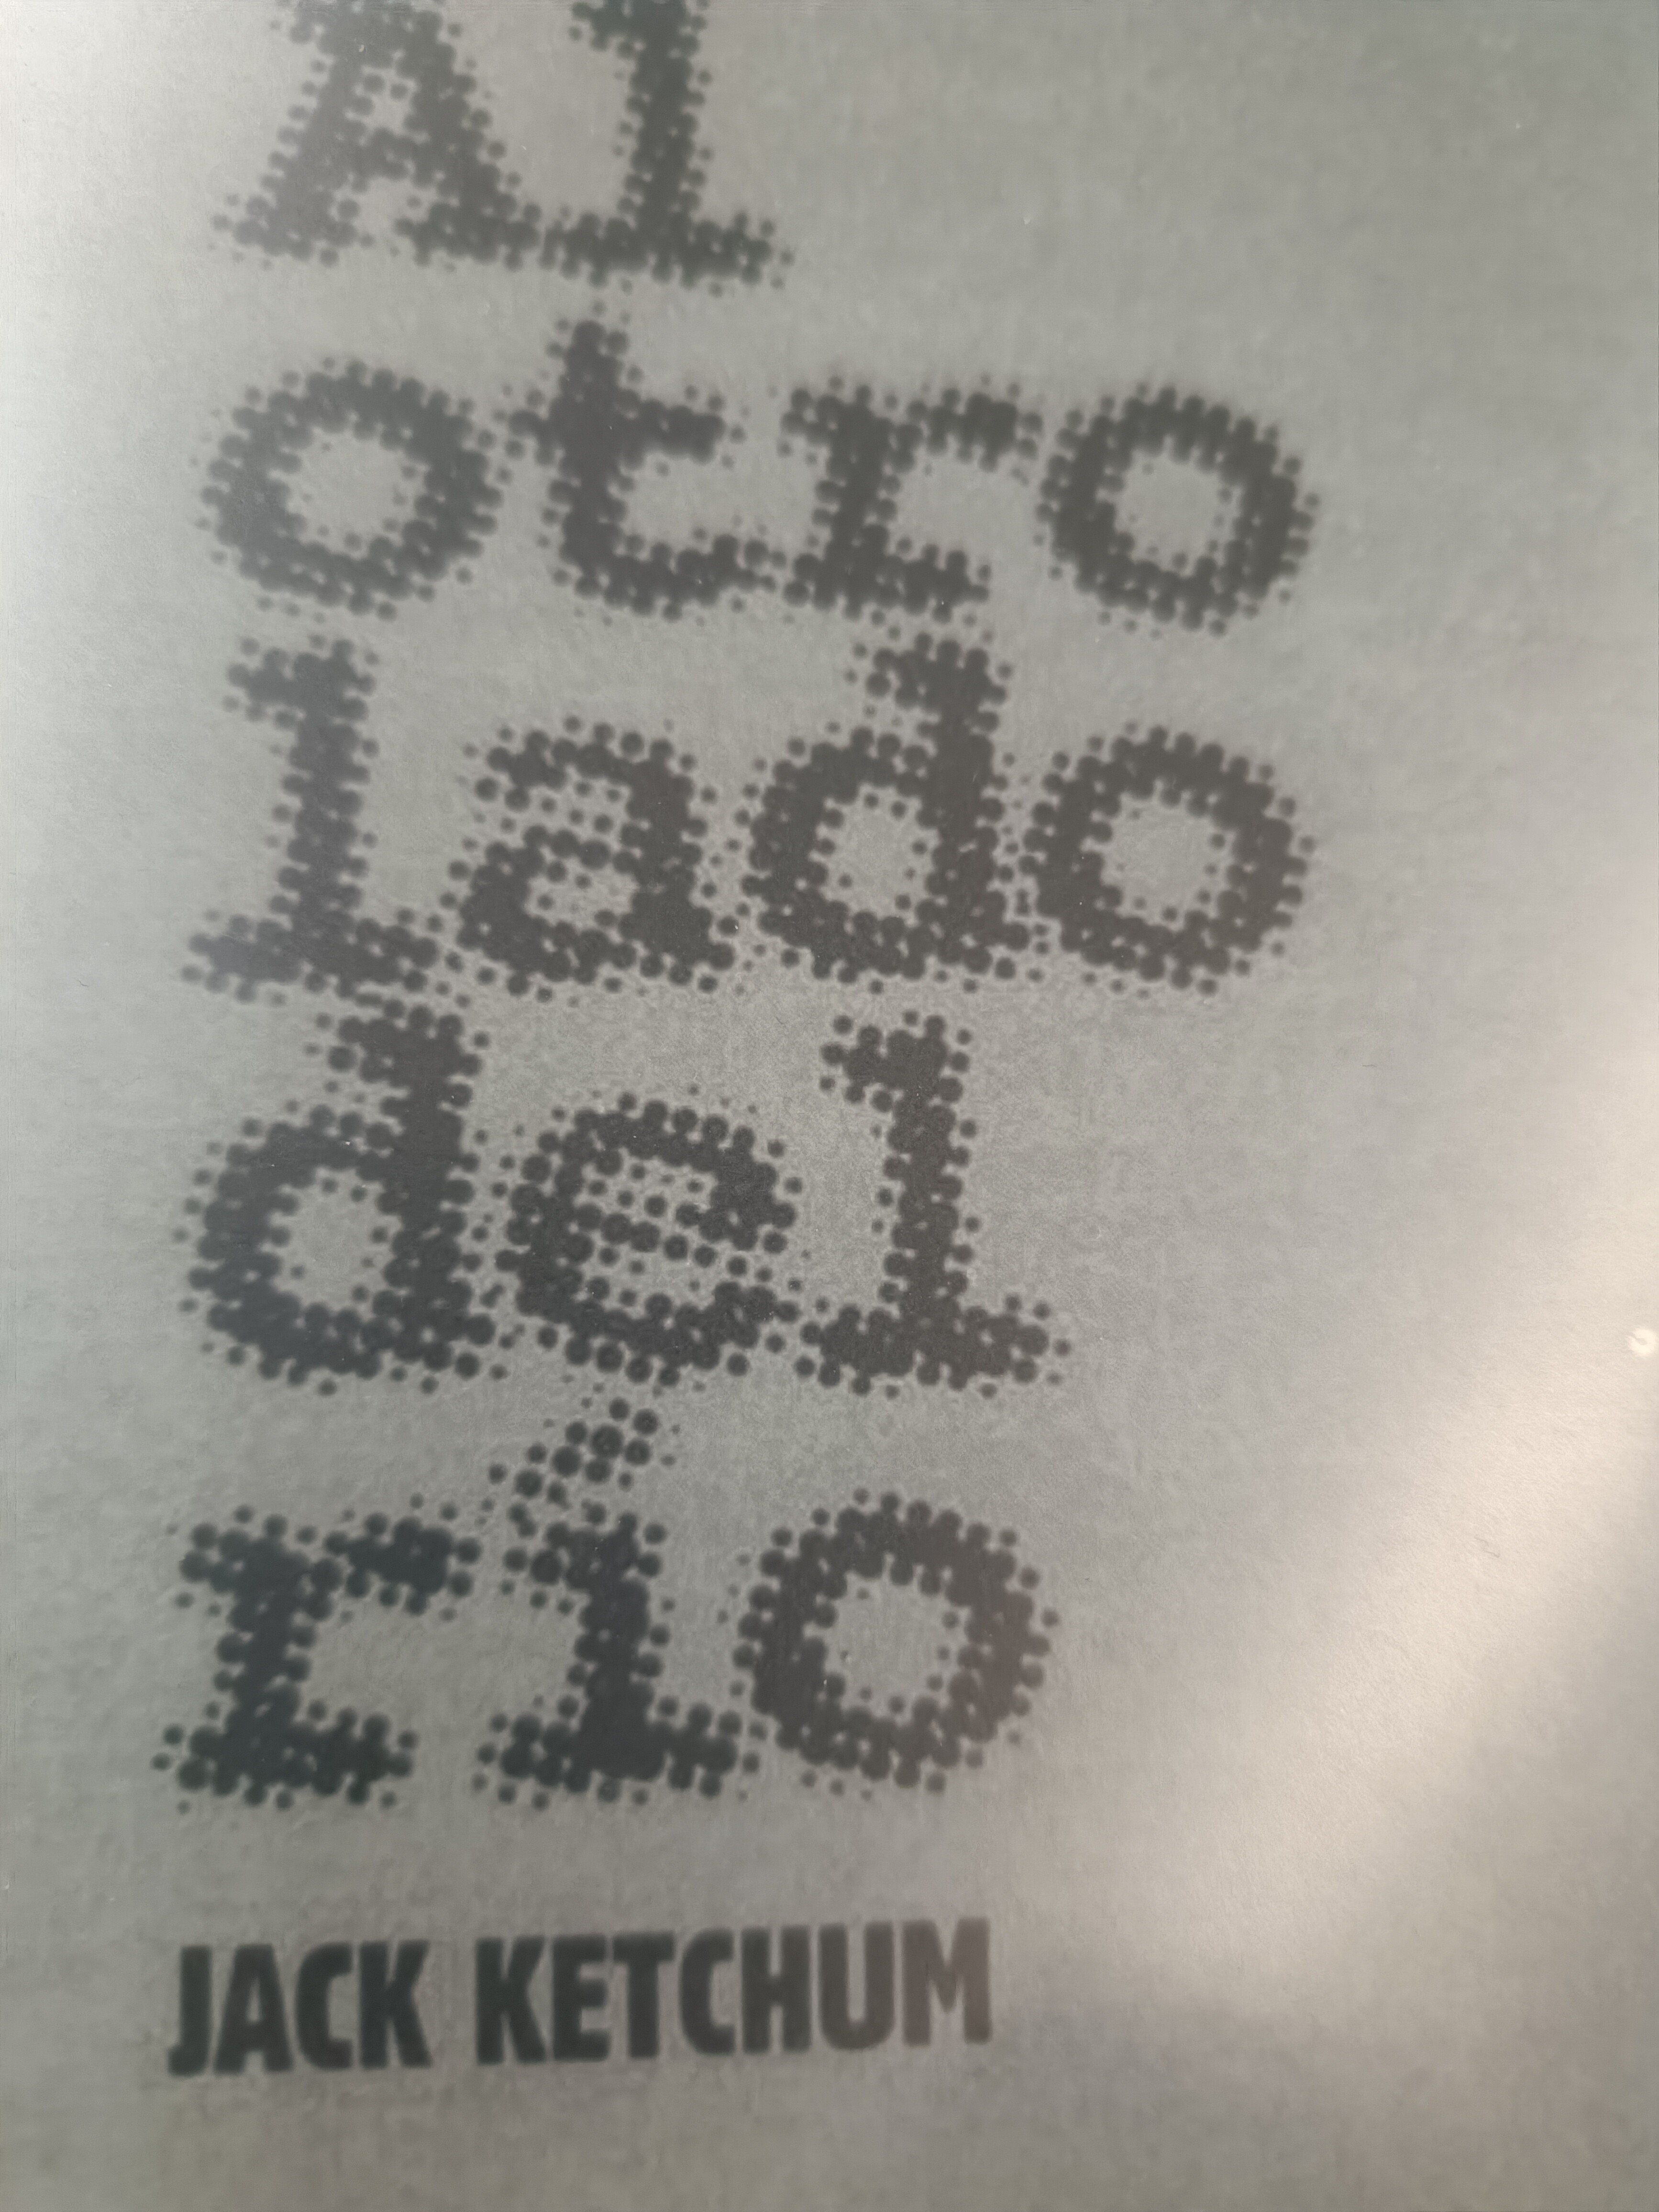 Al
otro
lado
del
río
JACK KETCHUM